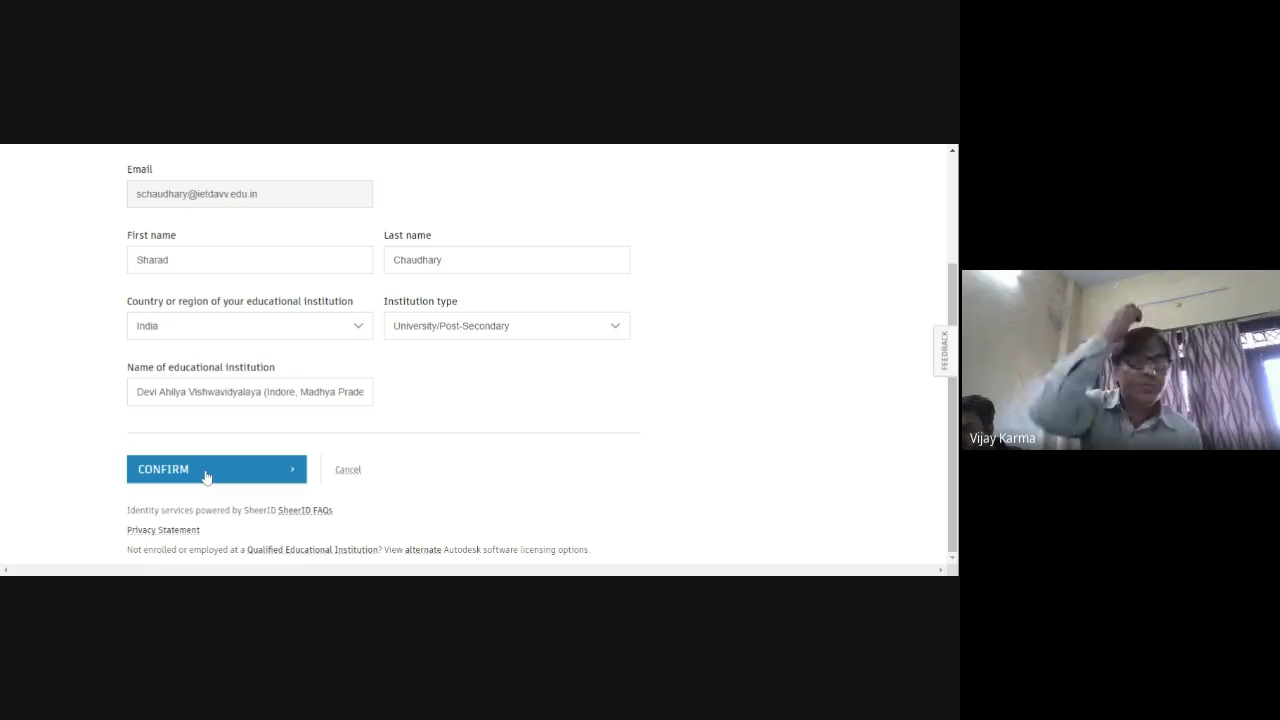 Email
schaudhary@ietdavv.edu.in
First name
Last name
Sharad
Chaudhary
Country or region of your educational institution
Institution type
India
University/Post-Secondary
Name of educational institution
Devi Ahilya Vishwavidyalaya (Indore, Madhya Prade
CONFIRM
Cancel
Identity services powered by SheerID SheerID FAQs
Privacy Statement
Not enrolled or employed at a Qualified Educational Institution? View alternate Autodesk software licensing options.
FEEDBACK
Vijay Karma